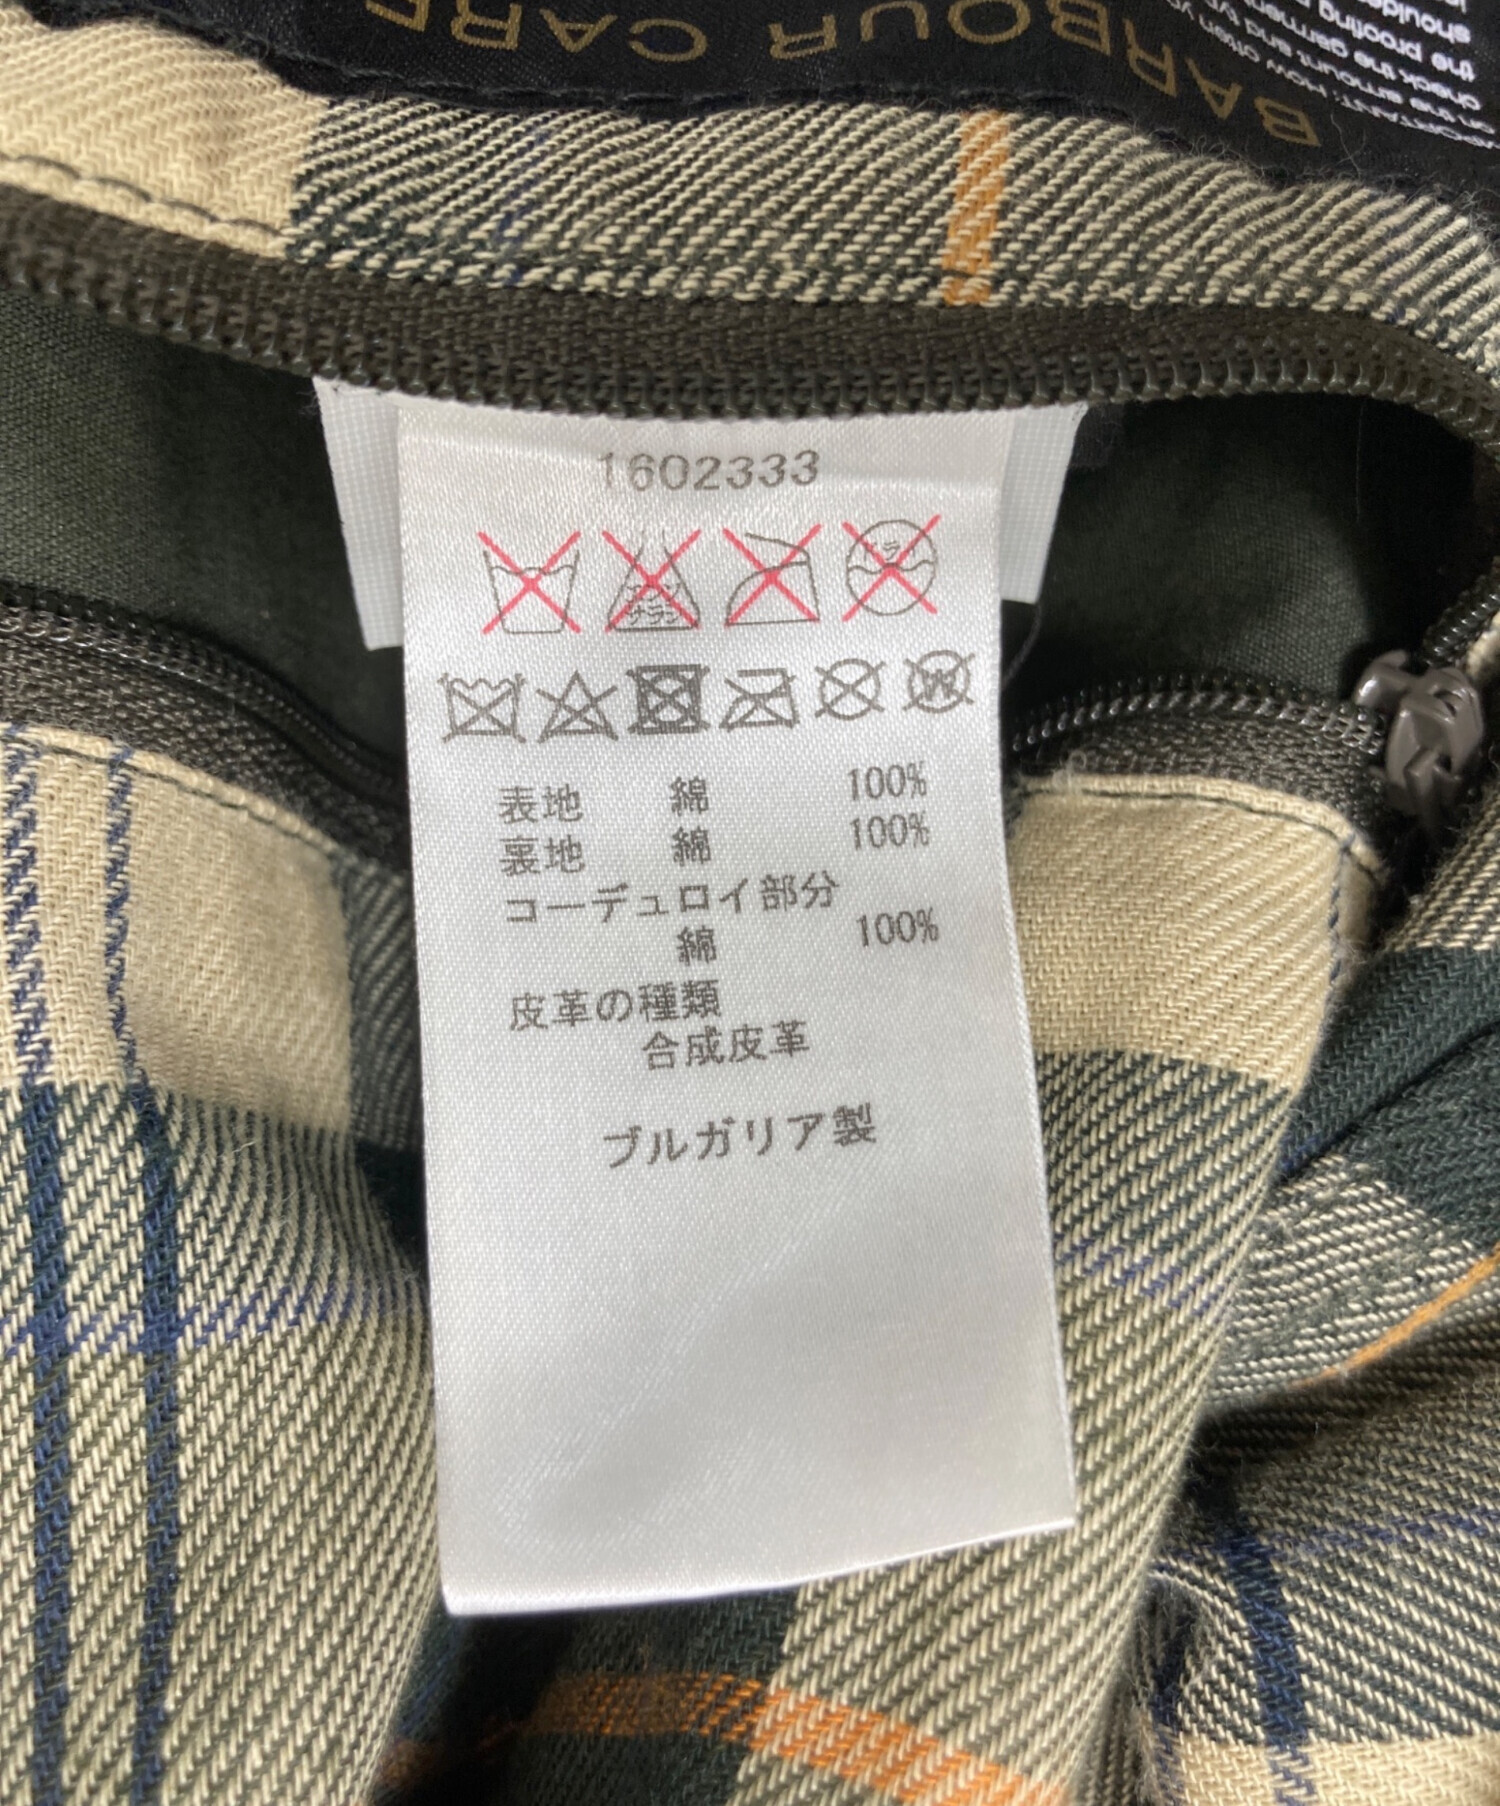 BARBOUR CARE
1602333
表地 綿 100%
裏地 綿 100%
コーデュロイ部分
綿 100%
皮革の種類
合成皮革
ブルガリア製